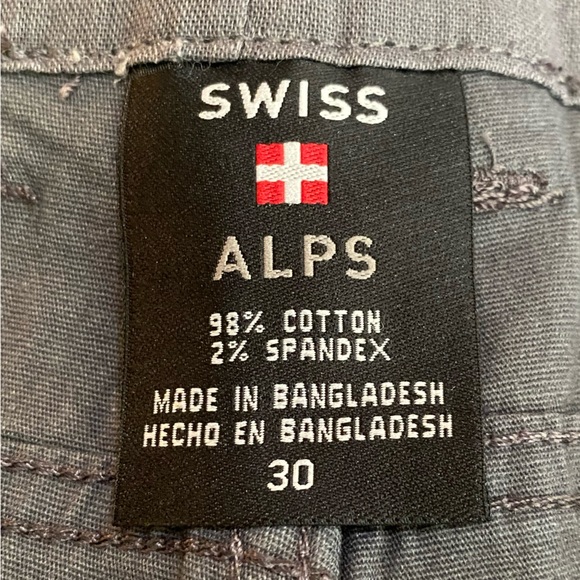 SWISS
ALPS
98% COTTON
2% SPANDEX
MADE IN BANGLADESH
HECHO EN BANGLADESH
30